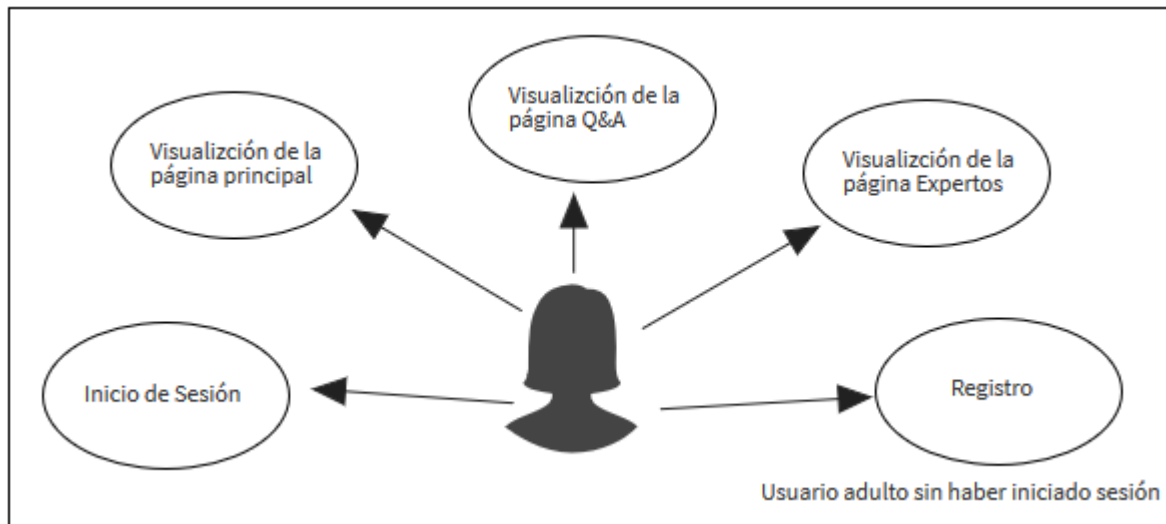 Visualizción de la
página Q&A
Visualizción de la
página principal
Visualizción de la
página Expertos
Inicio de Sesión
Registro
Usuario adulto sin haber iniciado sesión